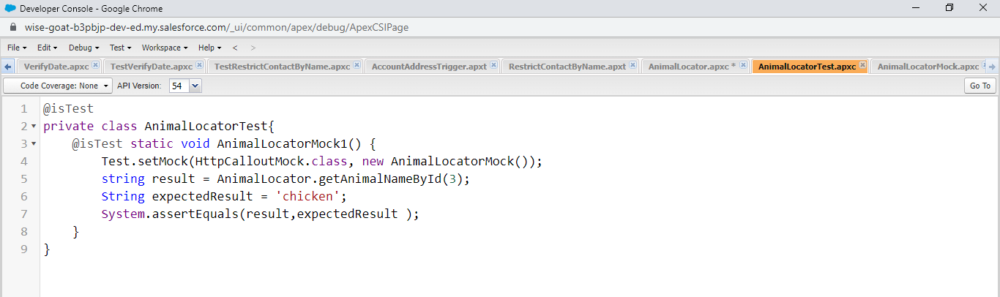 Developer Console - Google Chrome
wise-goat-b3pbjp-dev-ed.my.salesforce.com/_ui/common/apex/debug/ApexCSIPage
File Edit Debug Test Workspace Help < >
VerifyDate.apxc TestVerifyDate.apxc TestRestrictContactByName.apxc AccountAddressTrigger.apxt RestrictContactByName.apxt AnimalLocator.apxc * AnimalLocatorTest.apxc AnimalLocatorMock.apxc
Code Coverage: None API Version: 54 Go To
1 @isTest
2 private class AnimalLocatorTest{
3 @isTest static void AnimalLocatorMock1() {
4 Test.setMock(HttpCalloutMock.class, new AnimalLocatorMock());
5 string result = AnimalLocator.getAnimalNameById(3);
6 String expectedResult = 'chicken';
7 System.assertEquals(result,expectedResult );
8 }
9 }